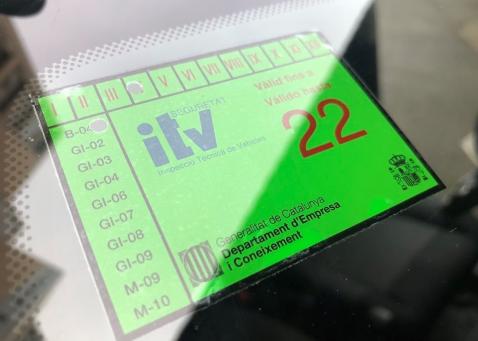 I II III V VI VII VIII IX X XI XII
SEGURETAT
itv
Inspecció Tècnica de Vehicles
Vàlid fins a
Válido hasta
22
B-04
GI-02
GI-03
GI-04
GI-06
GI-07
GI-08
GI-09
M-09
M-10
Generalitat de Catalunya
Departament d'Empresa
i Coneixement